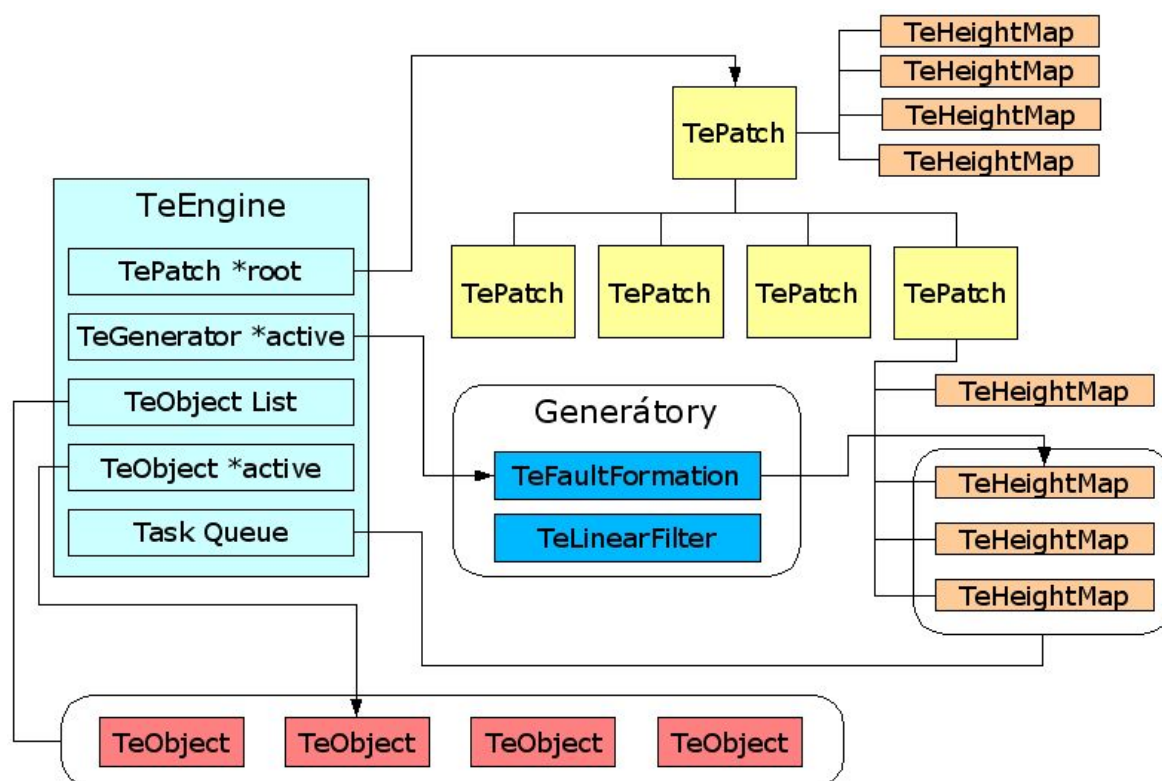 TeHeightMap
TeHeightMap
TeHeightMap
TeHeightMap
TePatch
TeEngine
TePatch *root
TeGenerator *active
TeObject List
TeObject *active
Task Queue
TePatch
TePatch
TePatch
TePatch
Generátory
TeFaultFormation
TeLinearFilter
TeHeightMap
TeHeightMap
TeHeightMap
TeHeightMap
TeObject
TeObject
TeObject
TeObject